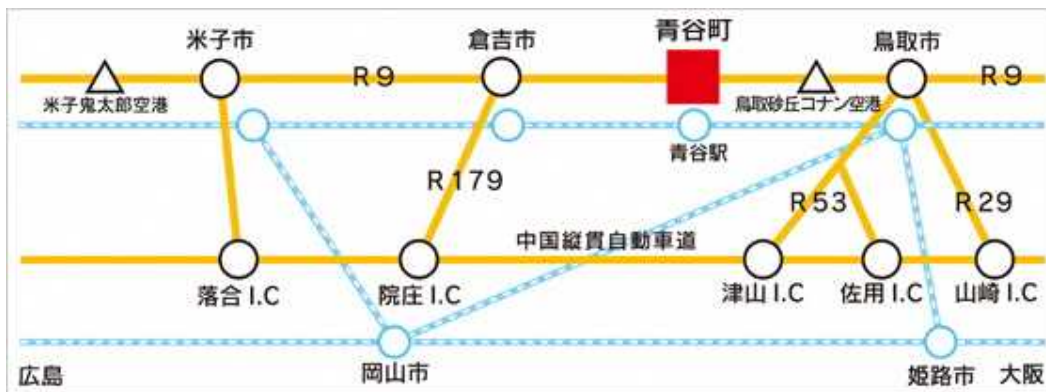 米子市
倉吉市
青谷町
鳥取市
R9
R9
米子鬼太郎空港
鳥取砂丘コナン空港
青谷駅
R179
R53
R29
中国縦貫自動車道
落合 I.C
院庄 I.C
津山 I.C
佐用 I.C
山崎 I.C
広島
岡山市
姫路市
大阪